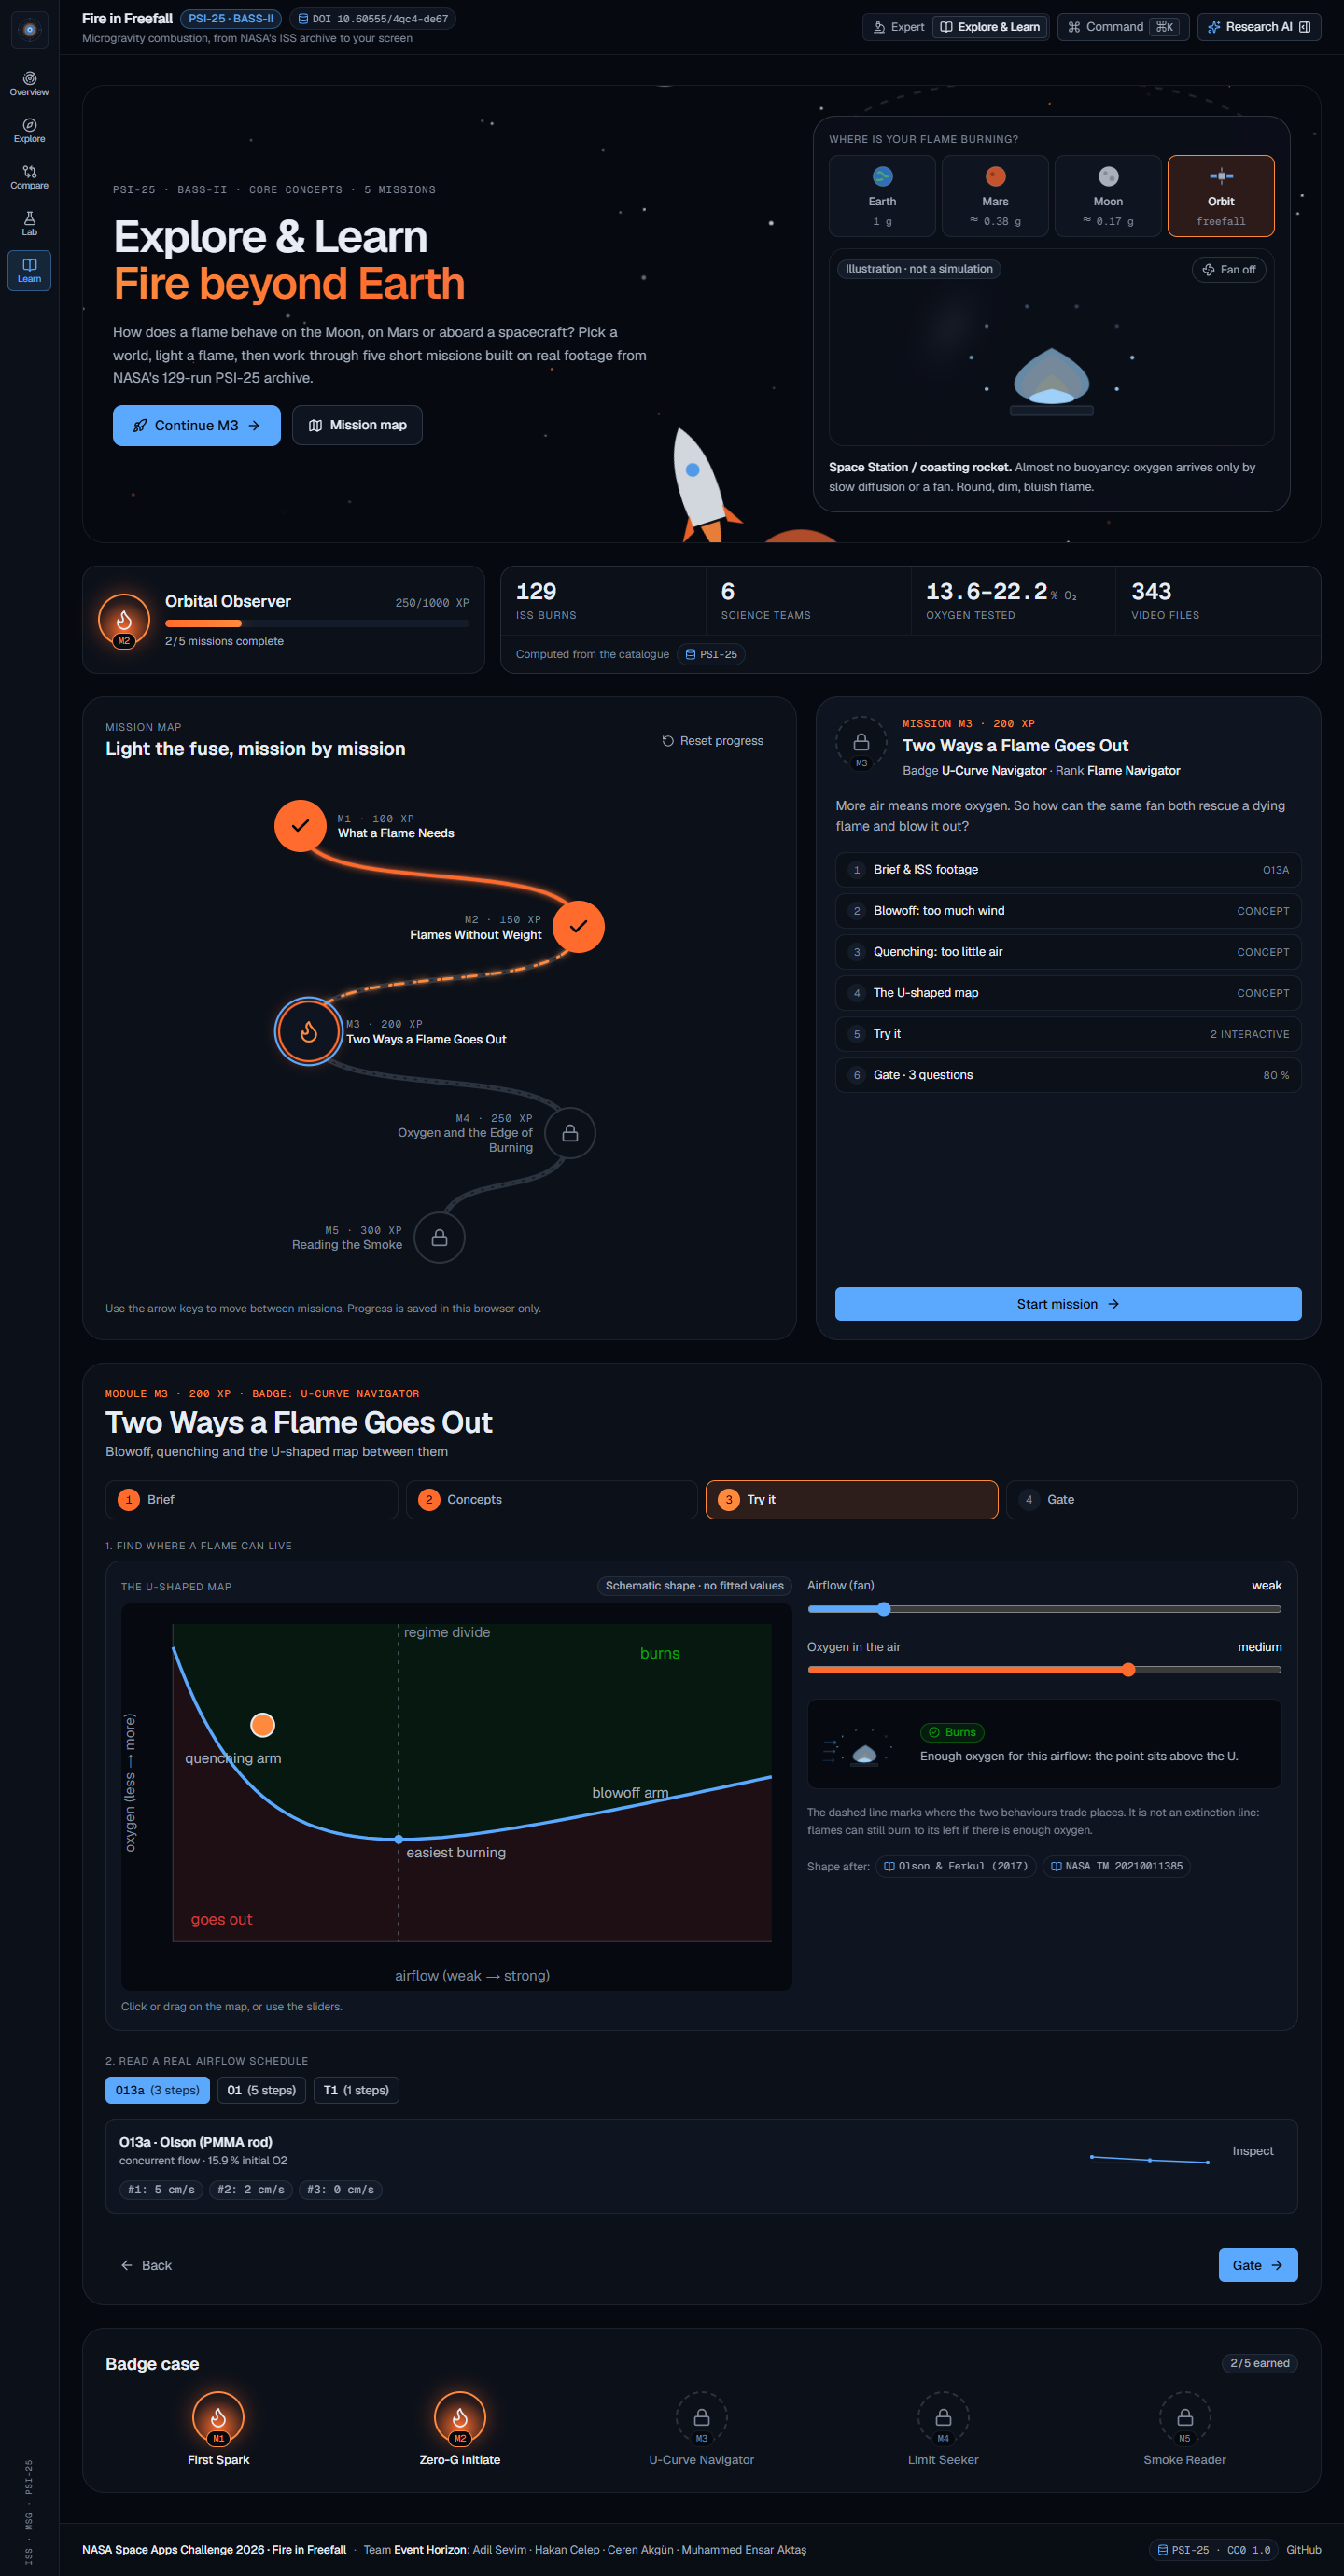 Fire in Freefall PSI-25 · BASS-II DOI 10.60555/4qc4-de67
Microgravity combustion, from NASA's ISS archive to your screen
Expert Explore & Learn Command ⌘K Research AI
Overview
Explore
Compare
Lab
Learn
ISS · MSG · PSI-25
PSI-25 · BASS-II · CORE CONCEPTS · 5 MISSIONS
Explore & Learn
Fire beyond Earth
How does a flame behave on the Moon, on Mars or aboard a spacecraft? Pick a
world, light a flame, then work through five short missions built on real footage from
NASA's 129-run PSI-25 archive.
Continue M3 →
Mission map
WHERE IS YOUR FLAME BURNING?
Earth Mars Moon Orbit
1 g ≈ 0.38 g ≈ 0.17 g freefall
Illustration · not a simulation
Fan off
Space Station / coasting rocket. Almost no buoyancy: oxygen arrives only by
slow diffusion or a fan. Round, dim, bluish flame.
M2
Orbital Observer 250/1000 XP
2/5 missions complete
129 6 13.6–22.2 % O₂ 343
ISS BURNS SCIENCE TEAMS OXYGEN TESTED VIDEO FILES
Computed from the catalogue PSI-25
MISSION MAP
Light the fuse, mission by mission
Reset progress
M1 · 100 XP
What a Flame Needs
M2 · 150 XP
Flames Without Weight
M3 · 200 XP
Two Ways a Flame Goes Out
M4 · 250 XP
Oxygen and the Edge of
Burning
M5 · 300 XP
Reading the Smoke
Use the arrow keys to move between missions. Progress is saved in this browser only.
M3
MISSION M3 · 200 XP
Two Ways a Flame Goes Out
Badge U-Curve Navigator · Rank Flame Navigator
More air means more oxygen. So how can the same fan both rescue a dying
flame and blow it out?
1 Brief & ISS footage O13A
2 Blowoff: too much wind CONCEPT
3 Quenching: too little air CONCEPT
4 The U-shaped map CONCEPT
5 Try it 2 INTERACTIVE
6 Gate · 3 questions 80 %
Start mission →
MODULE M3 · 200 XP · BADGE: U-CURVE NAVIGATOR
Two Ways a Flame Goes Out
Blowoff, quenching and the U-shaped map between them
1 Brief
2 Concepts
3 Try it
4 Gate
1. FIND WHERE A FLAME CAN LIVE
THE U-SHAPED MAP
Schematic shape · no fitted values
regime divide
burns
quenching arm
blowoff arm
easiest burning
goes out
oxygen (less → more)
airflow (weak → strong)
Click or drag on the map, or use the sliders.
Airflow (fan) weak
Oxygen in the air medium
Burns
Enough oxygen for this airflow: the point sits above the U.
The dashed line marks where the two behaviours trade places. It is not an extinction line:
flames can still burn to its left if there is enough oxygen.
Shape after: Olson & Ferkul (2017) NASA TM 20210011385
2. READ A REAL AIRFLOW SCHEDULE
O13a (3 steps) O1 (5 steps) T1 (1 steps)
O13a · Olson (PMMA rod)
concurrent flow · 15.9 % initial O2
#1: 5 cm/s #2: 2 cm/s #3: 0 cm/s
Inspect
← Back
Gate →
Badge case
2/5 earned
M1 M2 M3 M4 M5
First Spark Zero-G Initiate U-Curve Navigator Limit Seeker Smoke Reader
NASA Space Apps Challenge 2026 · Fire in Freefall · Team Event Horizon: Adil Sevim · Hakan Celep · Ceren Akgün · Muhammed Ensar Aktaş
PSI-25 · CC0 1.0 GitHub